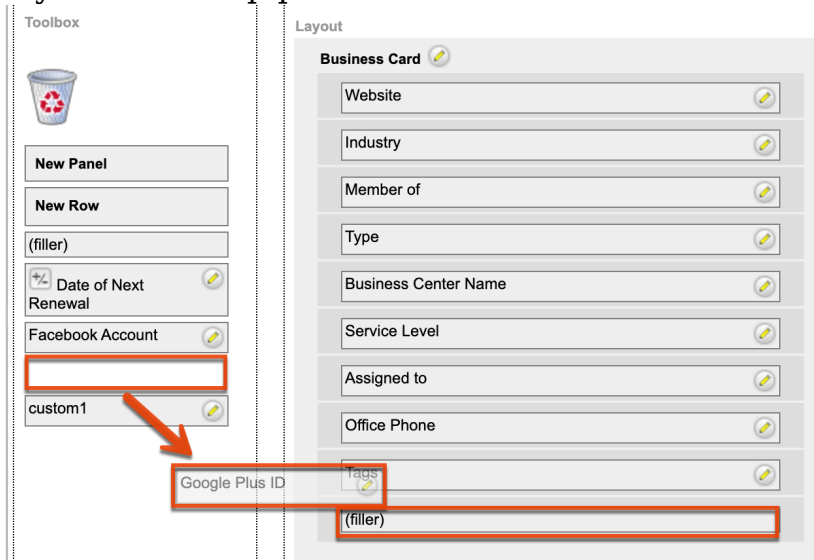 Toolbox
New Panel
New Row
(filler)
Date of Next
Renewal
Facebook Account
custom1
Google Plus ID
Layout
Business Card
Website
Industry
Member of
Type
Business Center Name
Service Level
Assigned to
Office Phone
Tags
(filler)